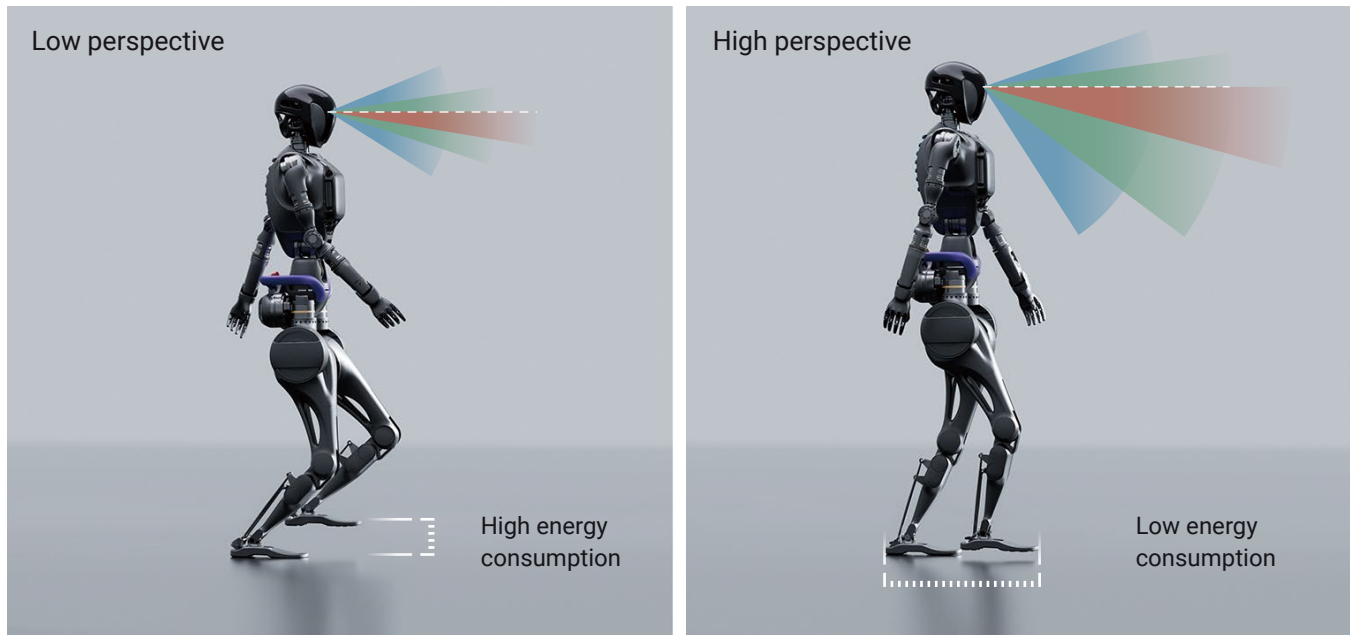 Low perspective
High energy
consumption
High perspective
Low energy
consumption